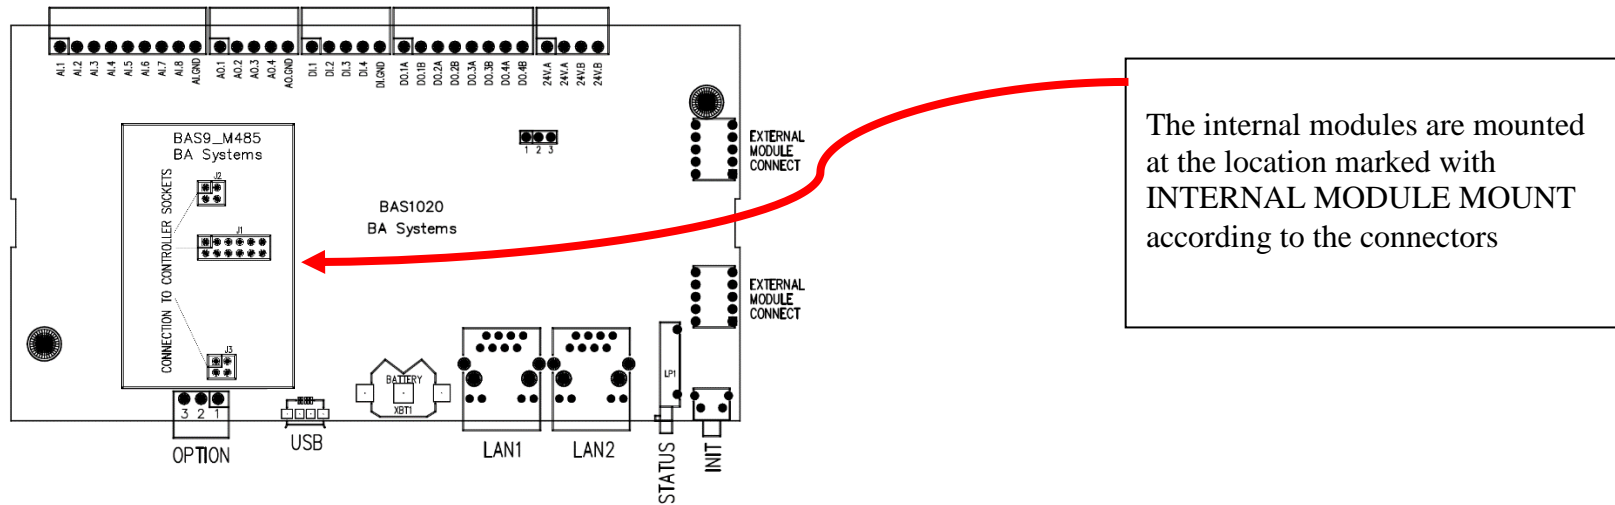 AI.1 AI.2 AI.3 AI.4 AI.5 AI.6 AI.7 AI.8 AI.GND AO.1 AO.2 AO.3 AO.4 AO.GND DI.1 DI.2 DI.3 DI.4 DI.GND DO.1A DO.1B DO.2A DO.2B DO.3A DO.3B DO.4A DO.4B 24V.A 24V.A 24V.B 24V.B
BAS9_M485
BA Systems
CONNECTION TO CONTROLLER SOCKETS
J2
J1
J3
1 2 3
BAS1020
BA Systems
EXTERNAL
MODULE
CONNECT
EXTERNAL
MODULE
CONNECT
BATTERY
XBT1
LP1
3 2 1
OPTION
USB
LAN1
LAN2
STATUS
INIT
The internal modules are mounted
at the location marked with
INTERNAL MODULE MOUNT
according to the connectors